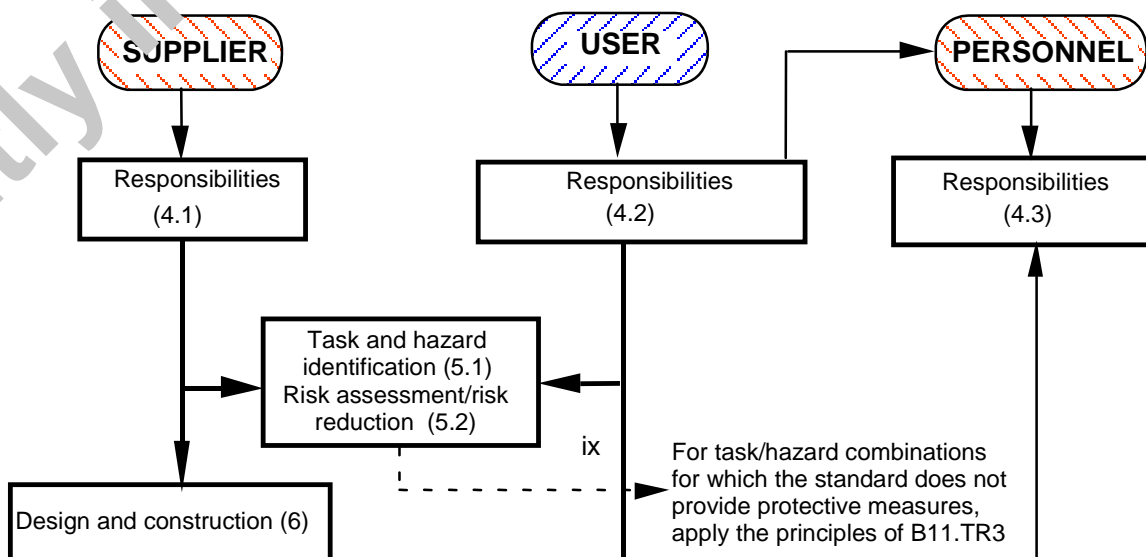 SUPPLIER
USER
PERSONNEL
Responsibilities
(4.1)
Responsibilities
(4.2)
Responsibilities
(4.3)
Task and hazard
identification (5.1)
Risk assessment/risk
reduction (5.2)
ix
For task/hazard combinations
for which the standard does not
provide protective measures,
apply the principles of B11.TR3
Design and construction (6)